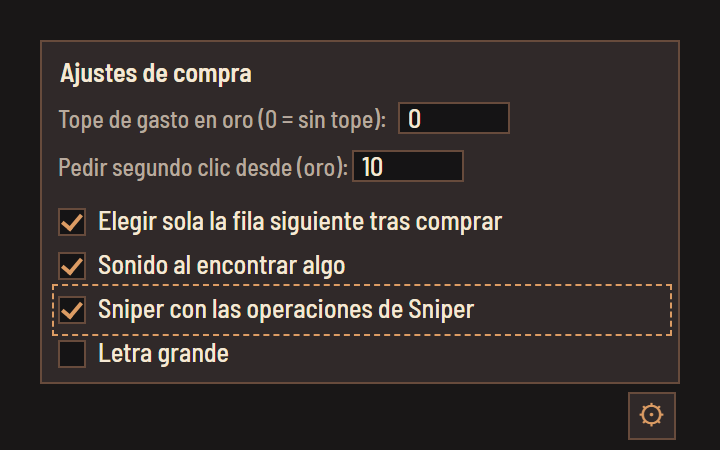 Ajustes de compra
Tope de gasto en oro (0 = sin tope): 0
Pedir segundo clic desde (oro): 10
Elegir sola la fila siguiente tras comprar
Sonido al encontrar algo
Sniper con las operaciones de Sniper
Letra grande